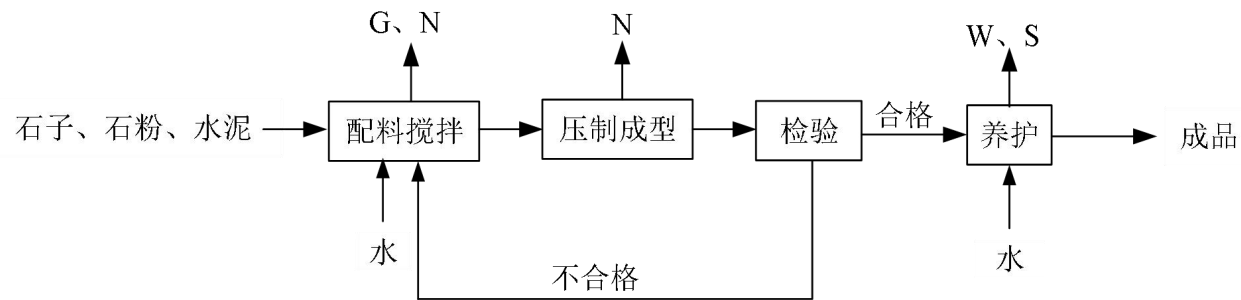 G、N
N
W、S
石子、石粉、水泥
配料搅拌
压制成型
检验
合格
养护
成品
水
不合格
水